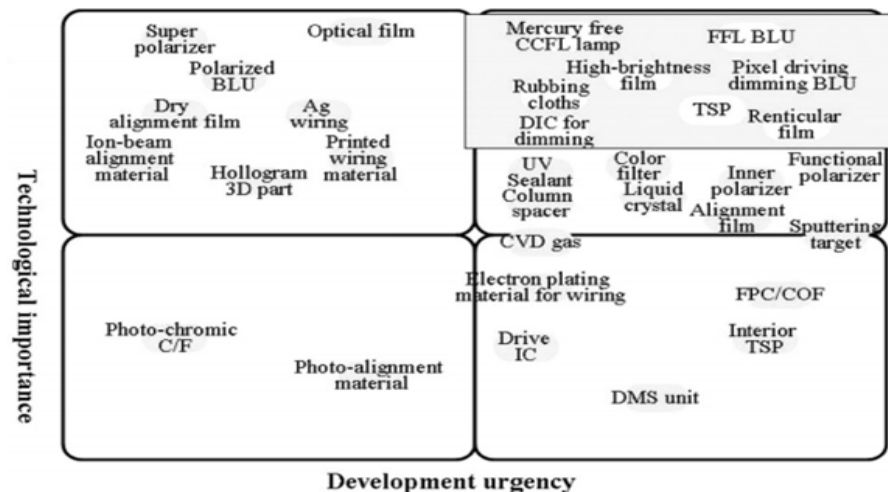 Super
polarizer
Optical film
Polarized
BLU
Dry
alignment film
Ag
wiring
Ion-beam
alignment
material
Hollogram
3D part
Printed
wiring
material
Mercury free
CCFL lamp
FFL BLU
High-brightness
film
Pixel driving
dimming BLU
Rubbing
cloths
TSP
Renticular
film
DIC for
dimming
UV
Sealant
Column
spacer
Color
filter
Liquid
crystal
Inner
polarizer
Functional
polarizer
Alignment
film
Sputtering
target
CVD gas
Technological importance
Photo-chromic
C/F
Photo-alignment
material
Electron plating
material for wiring
FPC/COF
Drive
IC
Interior
TSP
DMS unit
Development urgency